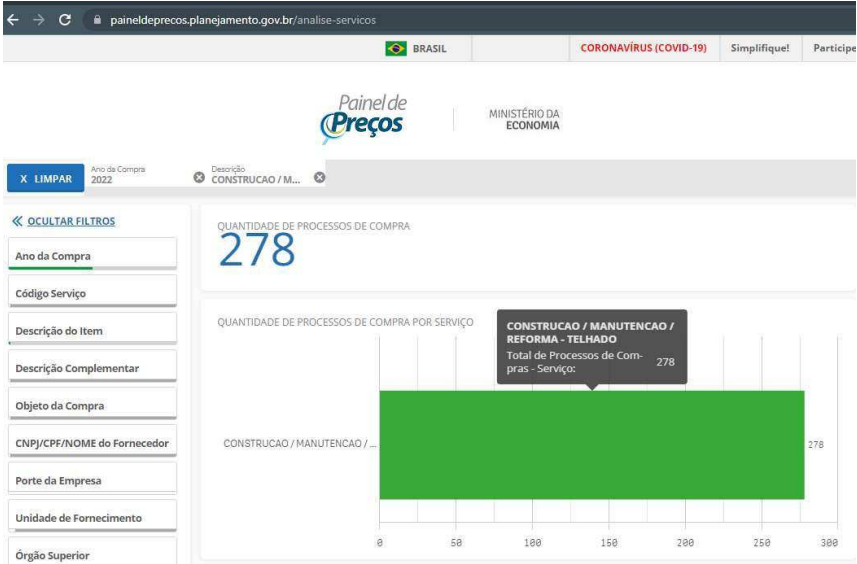 paineldeprecos.planejamento.gov.br/analise-servicos
BRASIL
CORONAVÍRUS (COVID-19)
Simplifique!
Participe
Painel de
Preços
MINISTÉRIO DA
ECONOMIA
X LIMPAR
Ano da Compra
2022
Descrição
CONSTRUCAO / M...
OCULTAR FILTROS
Ano da Compra
Código Serviço
Descrição do Item
Descrição Complementar
Objeto da Compra
CNPJ/CPF/NOME do Fornecedor
Porte da Empresa
Unidade de Fornecimento
Órgão Superior
QUANTIDADE DE PROCESSOS DE COMPRA
278
QUANTIDADE DE PROCESSOS DE COMPRA POR SERVIÇO
CONSTRUCAO / MANUTENCAO /
REFORMA - TELHADO
Total de Processos de Com-
pras - Serviço:
278
CONSTRUCAO / MANUTENCAO / ...
278
0 50 100 150 200 250 300